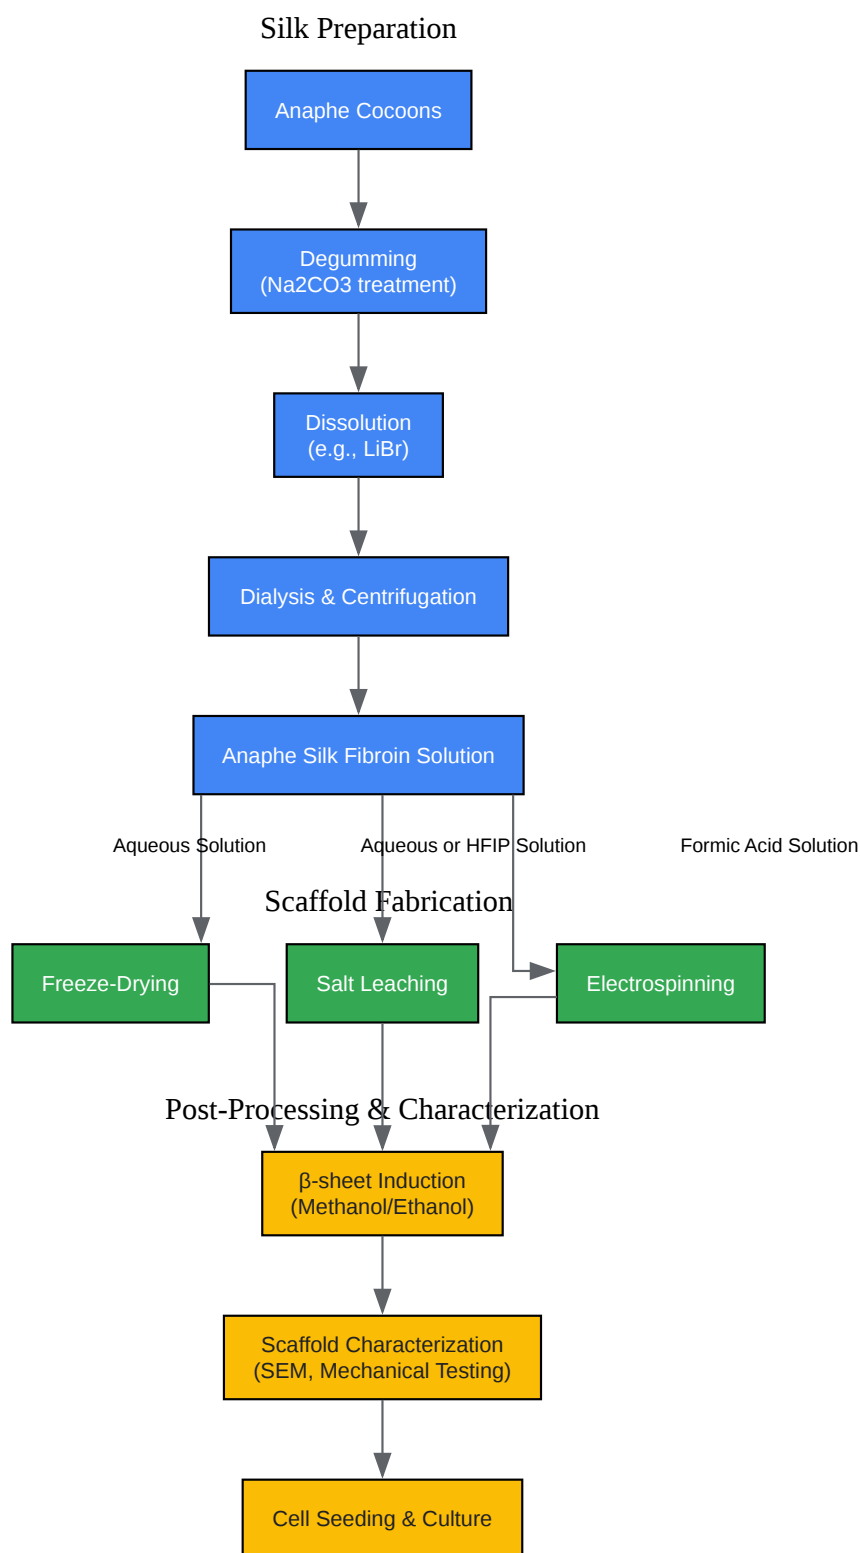 Silk Preparation
Anaphe Cocoons
Degumming
(Na2CO3 treatment)
Dissolution
(e.g., LiBr)
Dialysis & Centrifugation
Anaphe Silk Fibroin Solution
Aqueous Solution
Aqueous or HFIP Solution
Formic Acid Solution
Scaffold Fabrication
Freeze-Drying
Salt Leaching
Electrospinning
Post-Processing & Characterization
β-sheet Induction
(Methanol/Ethanol)
Scaffold Characterization
(SEM, Mechanical Testing)
Cell Seeding & Culture